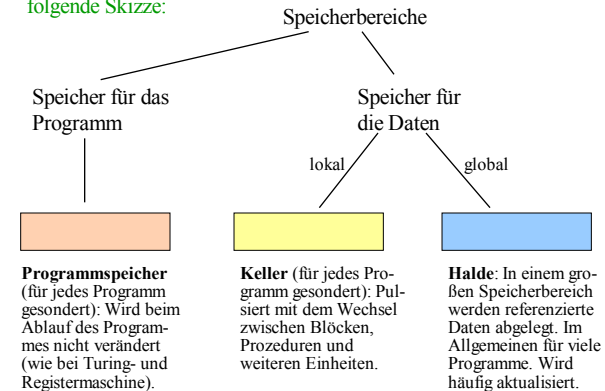 folgende Skizze:
Speicherbereiche
Speicher für das
Programm
Speicher für
die Daten
lokal
global
Programmspeicher
(für jedes Programm
gesondert): Wird beim
Ablauf des Program-
mes nicht verändert
(wie bei Turing- und
Registermaschine).
Keller (für jedes Pro-
gramm gesondert): Pul-
siert mit dem Wechsel
zwischen Blöcken,
Prozeduren und
weiteren Einheiten.
Halde: In einem gro-
ßen Speicherbereich
werden referenzierte
Daten abgelegt. Im
Allgemeinen für viele
Programme. Wird
häufig aktualisiert.